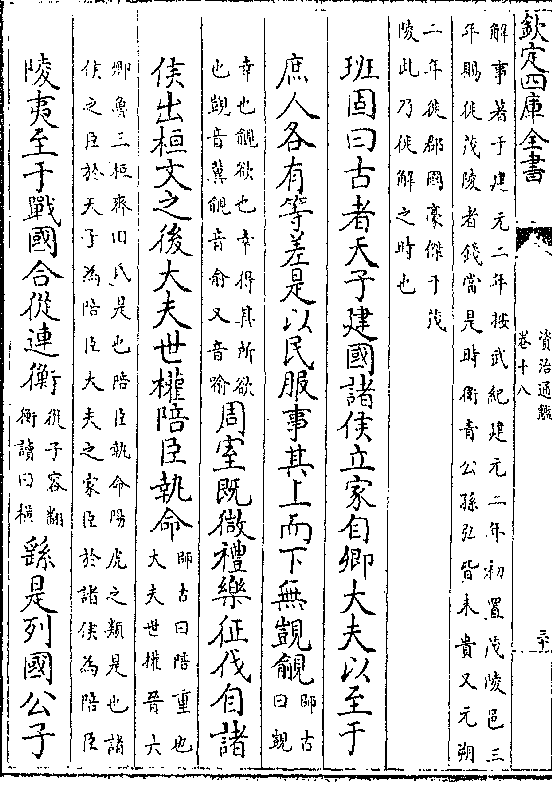 欽定四庫全書
資治通鑑
卷十八
三十
解事著于建元二年按武紀建元二年初置茂陵邑三
年賜徙茂陵者錢當是時衛青公孫弘皆未貴又元朔
二年徙郡國豪傑于茂
陵此乃徙解之時也
班固曰古者天子建國諸侯立家自卿大夫以至于
庶人各有等差是以民服事其上而下無覬覦師古
曰覬
幸也覦欲也幸得其所欲
也覬音冀覦音俞又音喻周室既微禮樂征伐自諸
侯出桓文之後大夫世權陪臣執命師古曰陪重也
大夫世權晉六
卿魯三桓齊田氏是也陪臣執命陽虎之類是也諸
侯之臣於天子為陪臣大夫之家臣於諸侯為陪臣
陵夷至于戰國合從連衡從子容翻
衡讀曰橫繇是列國公子